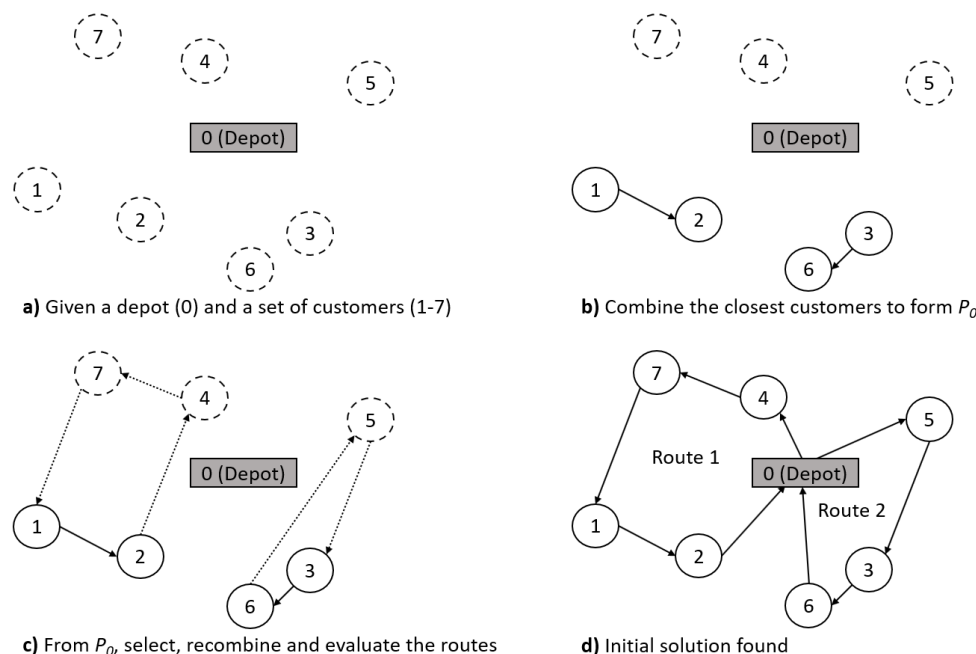 7
4
5
0 (Depot)
1
2
3
6
a) Given a depot (0) and a set of customers (1-7)
7
4
5
0 (Depot)
1
2
3
6
b) Combine the closest customers to form P0
7
4
5
0 (Depot)
1
2
3
6
c) From P0, select, recombine and evaluate the routes
7
4
5
Route 1
0 (Depot)
Route 2
1
2
3
6
d) Initial solution found